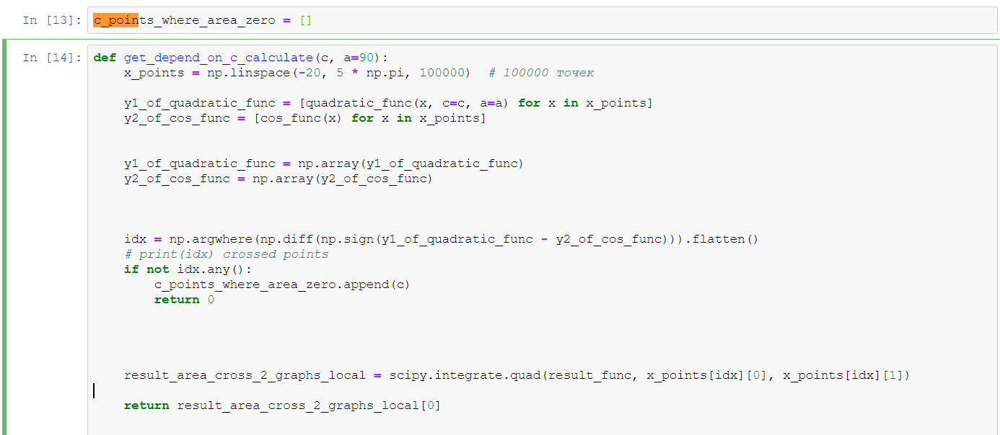 In [13]: c_points_where_area_zero = []
In [14]: def get_depend_on_c_calculate(c, a=90):
    x_points = np.linspace(-20, 5 * np.pi, 100000)  # 100000 точек
    y1_of_quadratic_func = [quadratic_func(x, c=c, a=a) for x in x_points]
    y2_of_cos_func = [cos_func(x) for x in x_points]
    y1_of_quadratic_func = np.array(y1_of_quadratic_func)
    y2_of_cos_func = np.array(y2_of_cos_func)
    idx = np.argwhere(np.diff(np.sign(y1_of_quadratic_func - y2_of_cos_func))).flatten()
    # print(idx) crossed points
    if not idx.any():
        c_points_where_area_zero.append(c)
        return 0
    result_area_cross_2_graphs_local = scipy.integrate.quad(result_func, x_points[idx][0], x_points[idx][1])
    return result_area_cross_2_graphs_local[0]